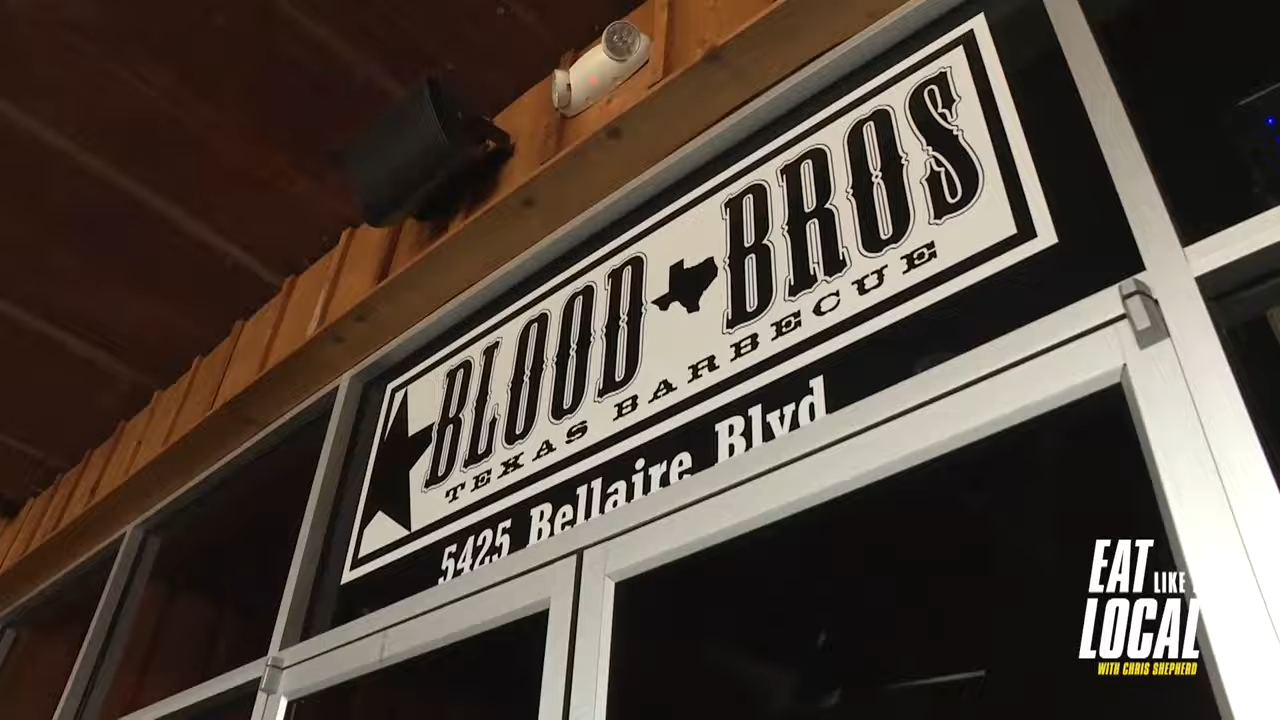 BLOOD BROS
TEXAS BARBECUE
5425 Bellaire Blvd
EAT LIKE
LOCAL
WITH CHRIS SHEPHERD